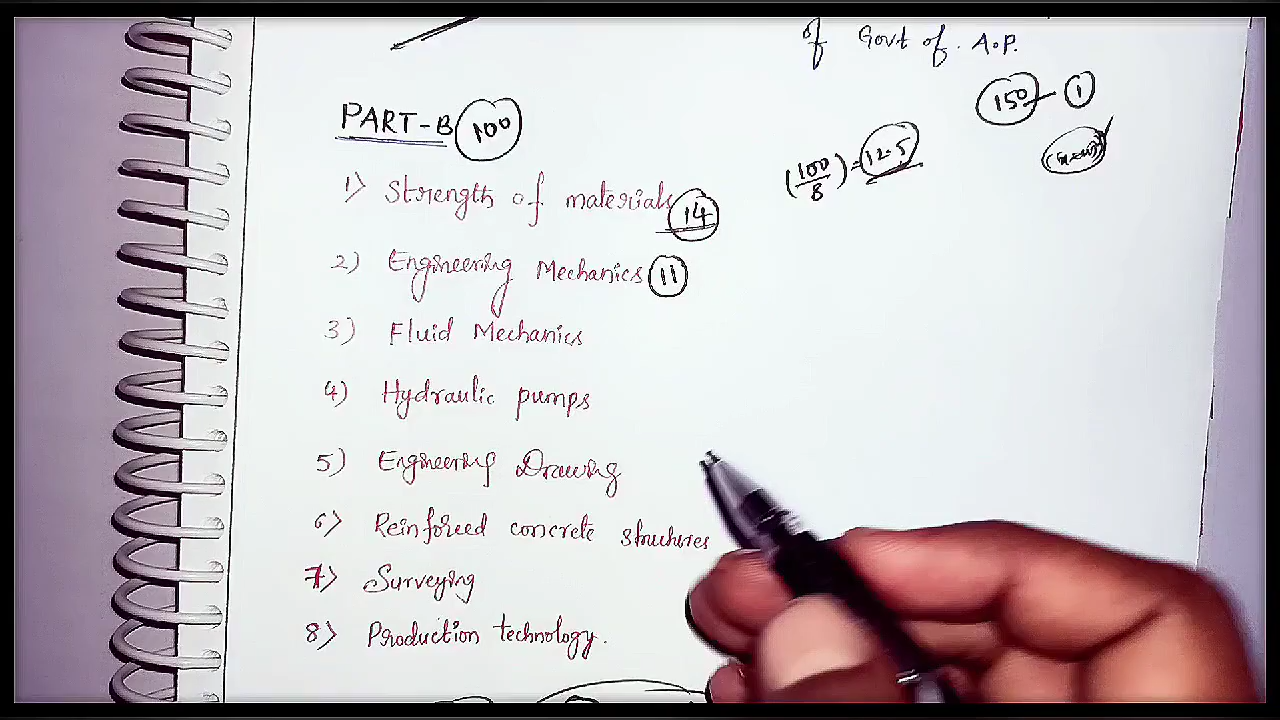 of Govt of. A.P.
150 - 1
PART-B 100
(100/8) = 12.5
1) Strength of materials 14
2) Engineering Mechanics 11
3) Fluid Mechanics
4) Hydraulic pumps
5) Engineering Drawing
6) Reinforced concrete structures
7) Surveying
8) Production technology.